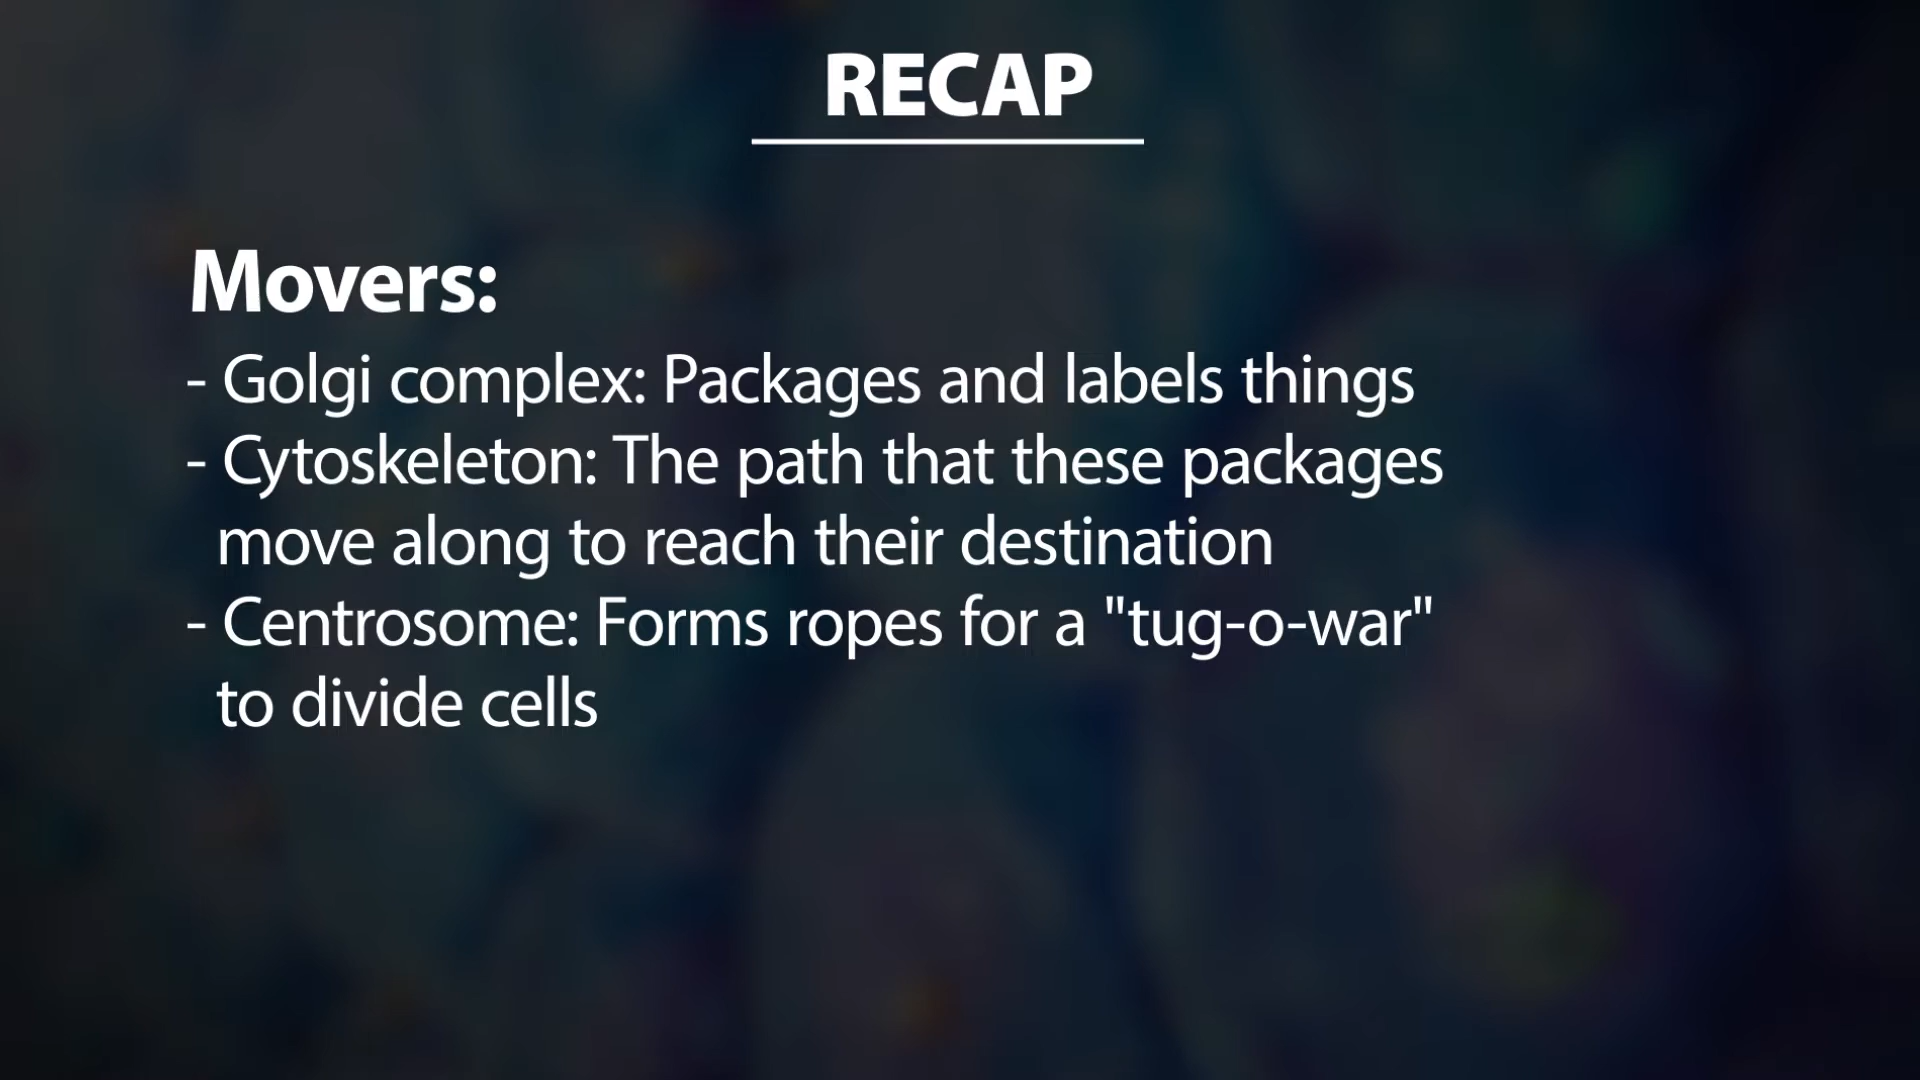 RECAP
Movers:
- Golgi complex: Packages and labels things
- Cytoskeleton: The path that these packages
move along to reach their destination
- Centrosome: Forms ropes for a "tug-o-war"
to divide cells